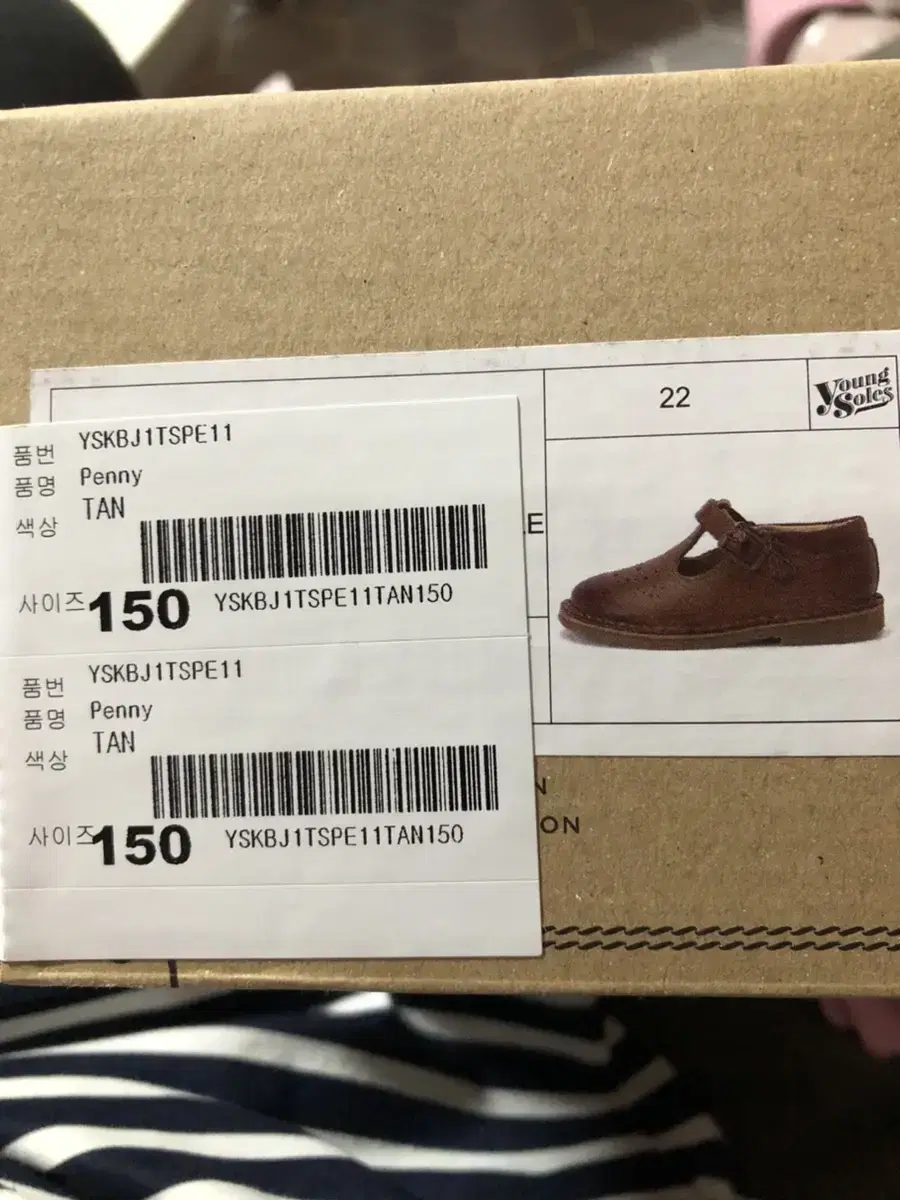 22
Young
Soles
품번 YSKBJ1TSPE11
품명 Penny
색상 TAN
사이즈 150 YSKBJ1TSPE11TAN150
E
품번 YSKBJ1TSPE11
품명 Penny
색상 TAN
사이즈 150 YSKBJ1TSPE11TAN150
N
ON